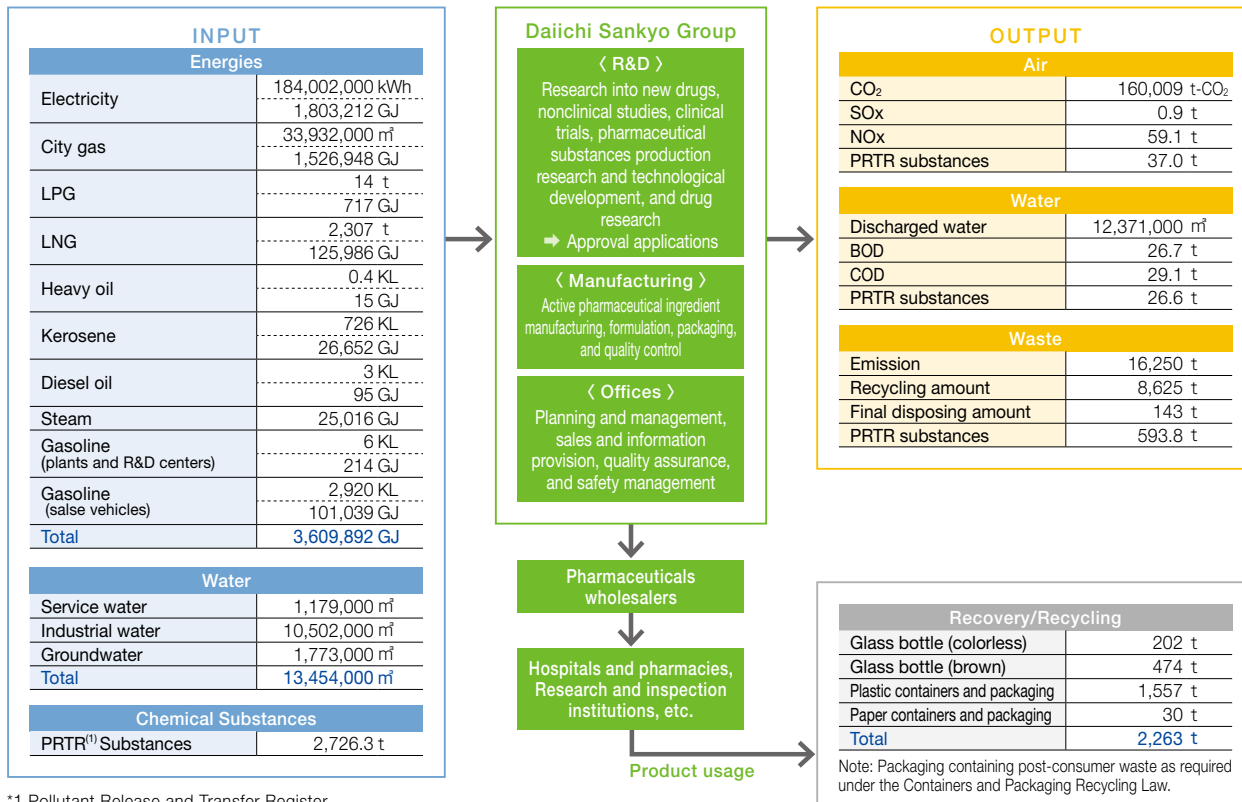 INPUT
Energies
Electricity 184,002,000 kWh
1,803,212 GJ
City gas 33,932,000 ㎥
1,526,948 GJ
LPG 14 t
717 GJ
LNG 2,307 t
125,986 GJ
Heavy oil 0.4 KL
15 GJ
Kerosene 726 KL
26,652 GJ
Diesel oil 3 KL
95 GJ
Steam 25,016 GJ
Gasoline
(plants and R&D centers) 6 KL
214 GJ
Gasoline
(salse vehicles) 2,920 KL
101,039 GJ
Total 3,609,892 GJ
Water
Service water 1,179,000 ㎥
Industrial water 10,502,000 ㎥
Groundwater 1,773,000 ㎥
Total 13,454,000 ㎥
Chemical Substances
PRTR(1) Substances 2,726.3 t
*1 Pollutant Release and Transfer Register
Daiichi Sankyo Group
〈 R&D 〉
Research into new drugs,
nonclinical studies, clinical
trials, pharmaceutical
substances production
research and technological
development, and drug
research
➡ Approval applications
〈 Manufacturing 〉
Active pharmaceutical ingredient
manufacturing, formulation, packaging,
and quality control
〈 Offices 〉
Planning and management,
sales and information
provision, quality assurance,
and safety management
Pharmaceuticals
wholesalers
Hospitals and pharmacies,
Research and inspection
institutions, etc.
Product usage
OUTPUT
Air
CO₂ 160,009 t-CO₂
SOx 0.9 t
NOx 59.1 t
PRTR substances 37.0 t
Water
Discharged water 12,371,000 ㎥
BOD 26.7 t
COD 29.1 t
PRTR substances 26.6 t
Waste
Emission 16,250 t
Recycling amount 8,625 t
Final disposing amount 143 t
PRTR substances 593.8 t
Recovery/Recycling
Glass bottle (colorless) 202 t
Glass bottle (brown) 474 t
Plastic containers and packaging 1,557 t
Paper containers and packaging 30 t
Total 2,263 t
Note: Packaging containing post-consumer waste as required
under the Containers and Packaging Recycling Law.